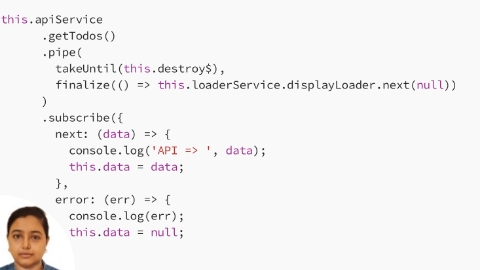 this.apiService
.getTodos()
.pipe(
takeUntil(this.destroy$),
finalize(() => this.loaderService.displayLoader.next(null))
)
.subscribe({
next: (data) => {
console.log('API => ', data);
this.data = data;
},
error: (err) => {
console.log(err);
this.data = null;